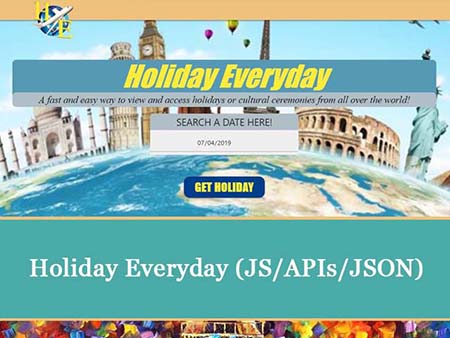 H
E
Holiday Everyday
A fast and easy way to view and access holidays or cultural ceremonies from all over the world!
SEARCH A DATE HERE!
07/04/2019
GET HOLIDAY
Holiday Everyday (JS/APIs/JSON)